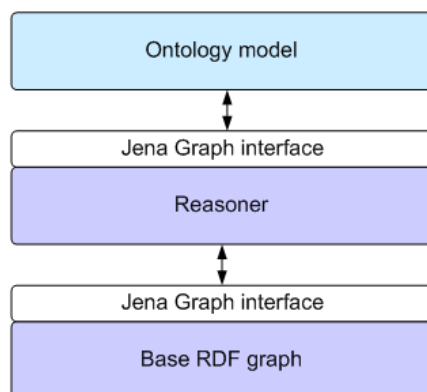 Ontology model
Jena Graph interface
Reasoner
Jena Graph interface
Base RDF graph